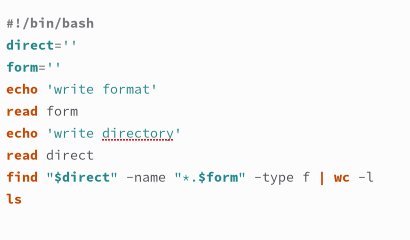 #!/bin/bash
direct=''
form=''
echo 'write format'
read form
echo 'write directory'
read direct
find "$direct" -name "*.$form" -type f | wc -l
ls